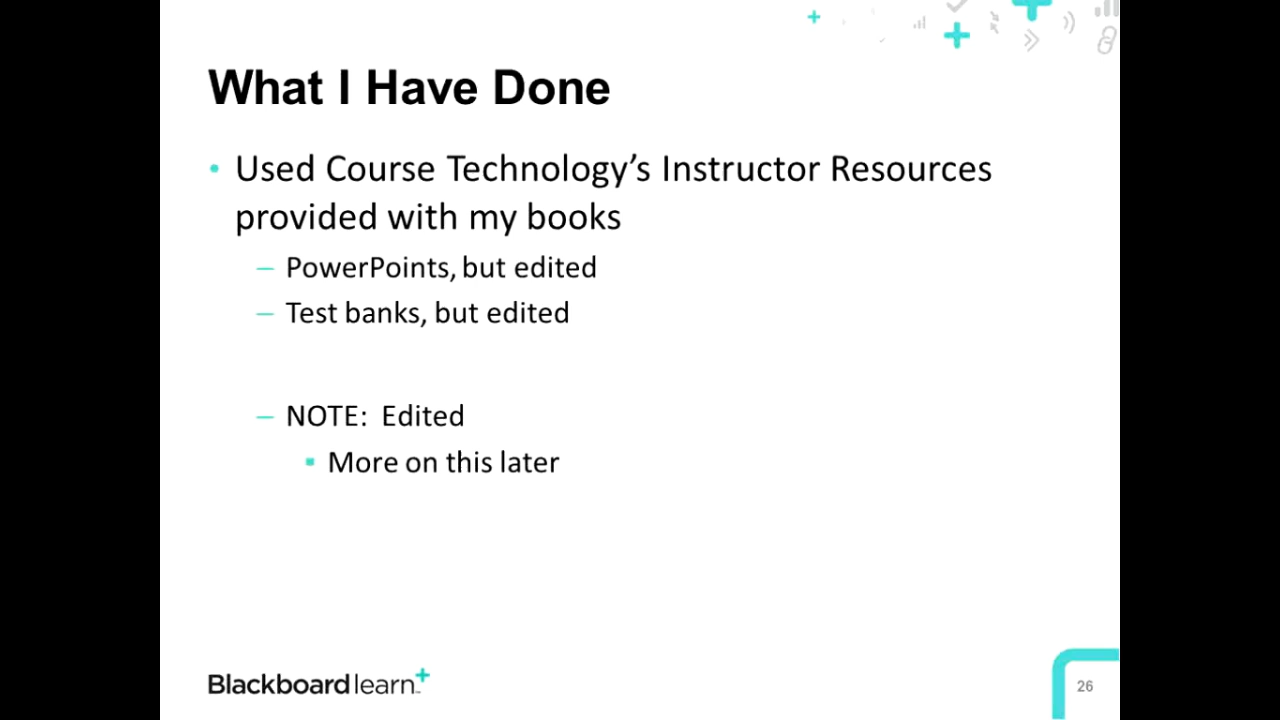 What I Have Done
• Used Course Technology’s Instructor Resources
provided with my books
– PowerPoints, but edited
– Test banks, but edited
– NOTE: Edited
▪ More on this later
Blackboard learn+™
26